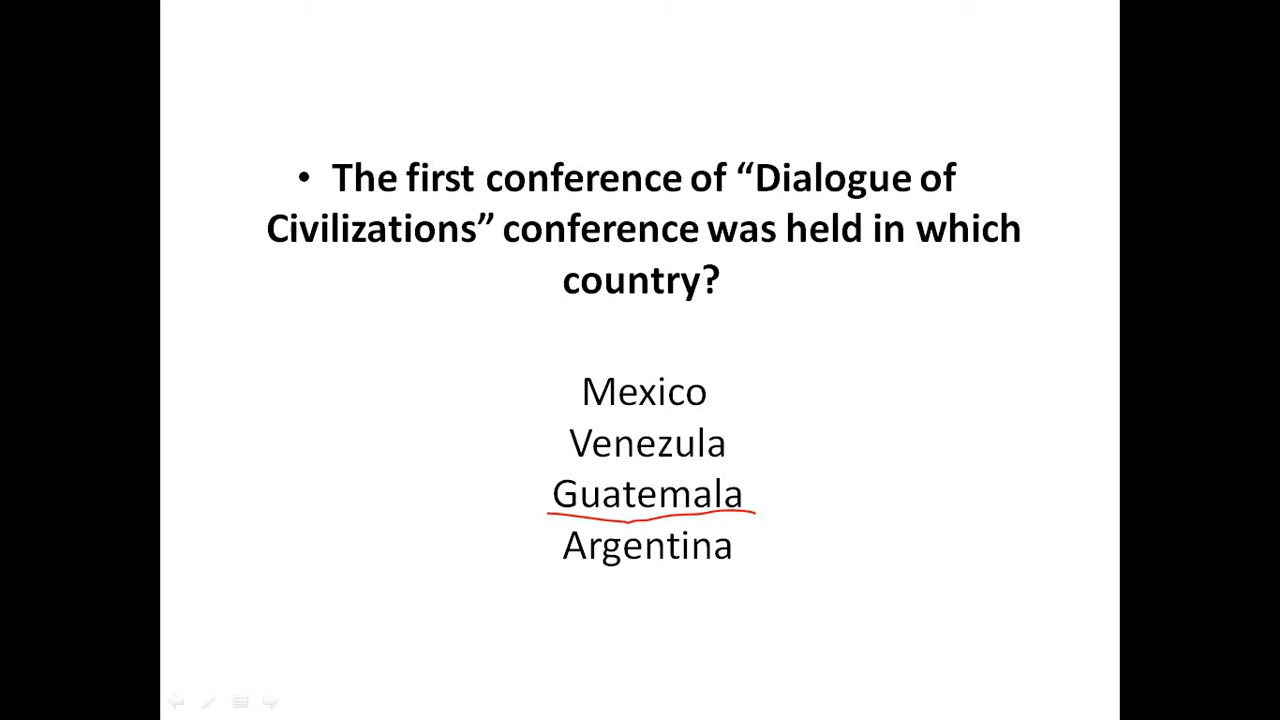 • The first conference of “Dialogue of
Civilizations” conference was held in which
country?
Mexico
Venezula
Guatemala
Argentina